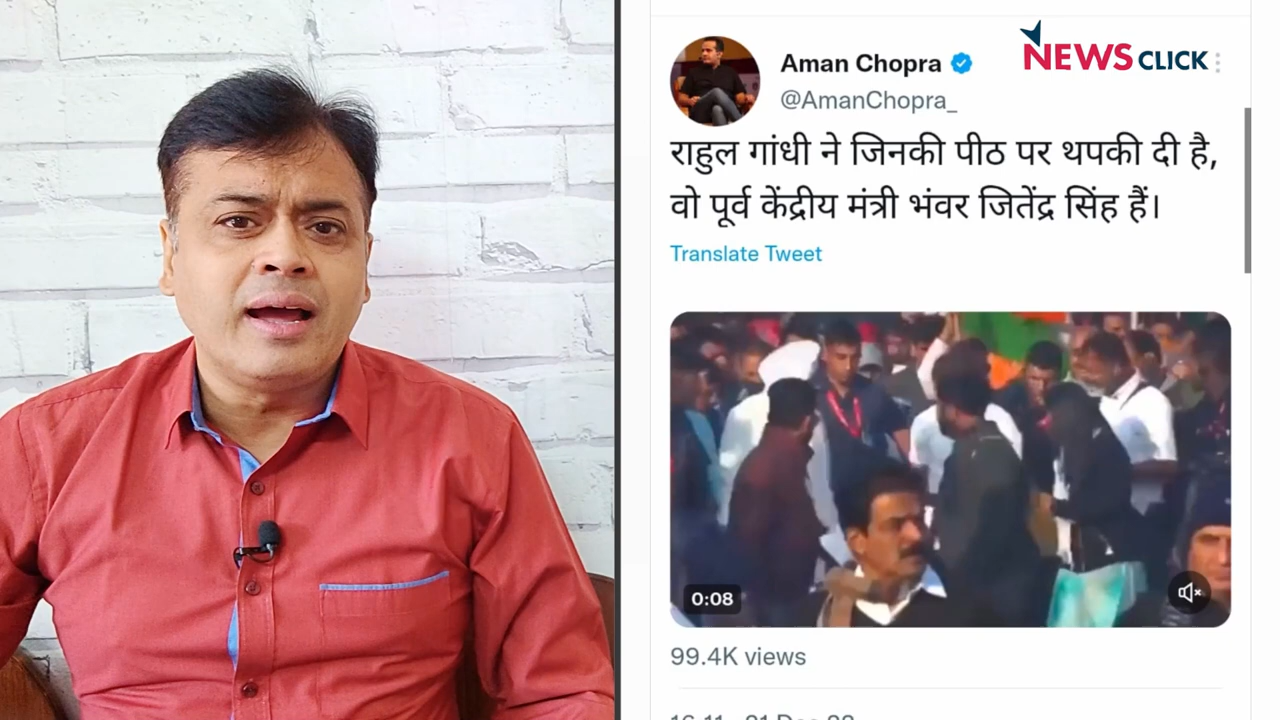 NEWS CLICK
Aman Chopra
@AmanChopra_
राहुल गांधी ने जिनकी पीठ पर थपकी दी है,
वो पूर्व केंद्रीय मंत्री भंवर जितेंद्र सिंह हैं।
Translate Tweet
0:08
99.4K views